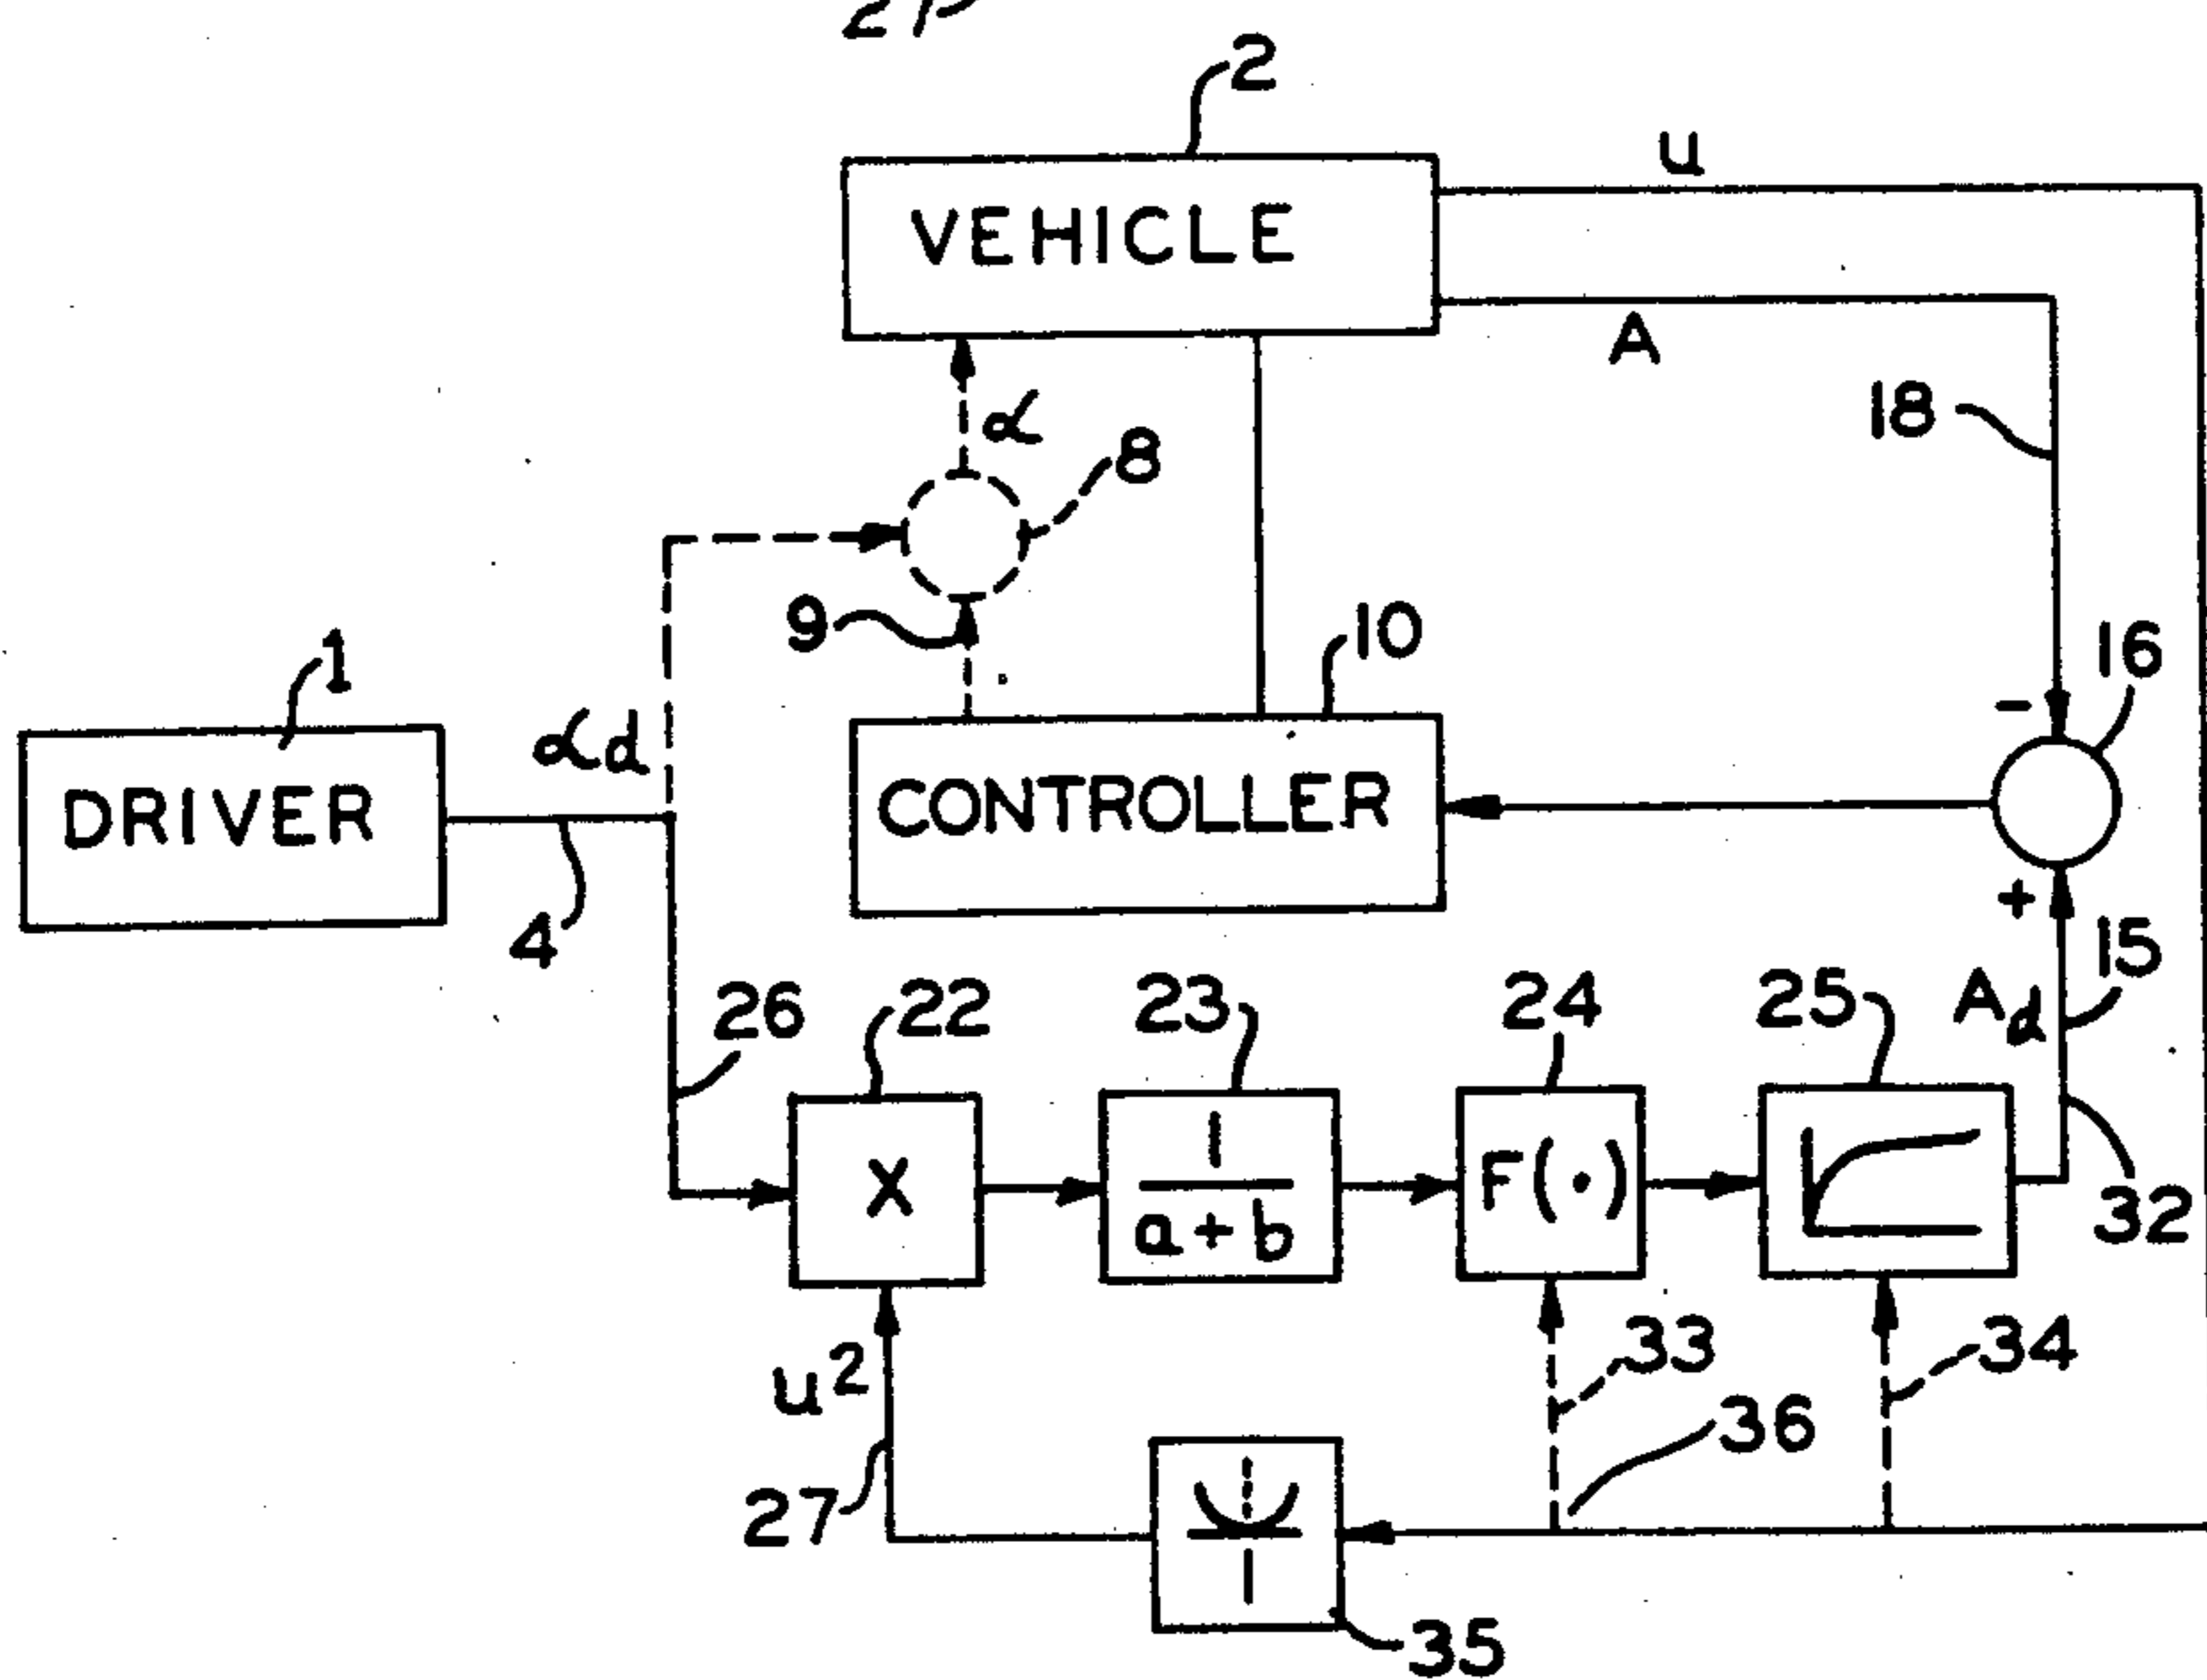 27
2
VEHICLE
u
A
α
8
18
9
10
16
1
αd
-
DRIVER
CONTROLLER
4
+
15
26
22
23
24
25
Ad
X
1
a + b
F(·)
32
u²
33
34
36
27
35